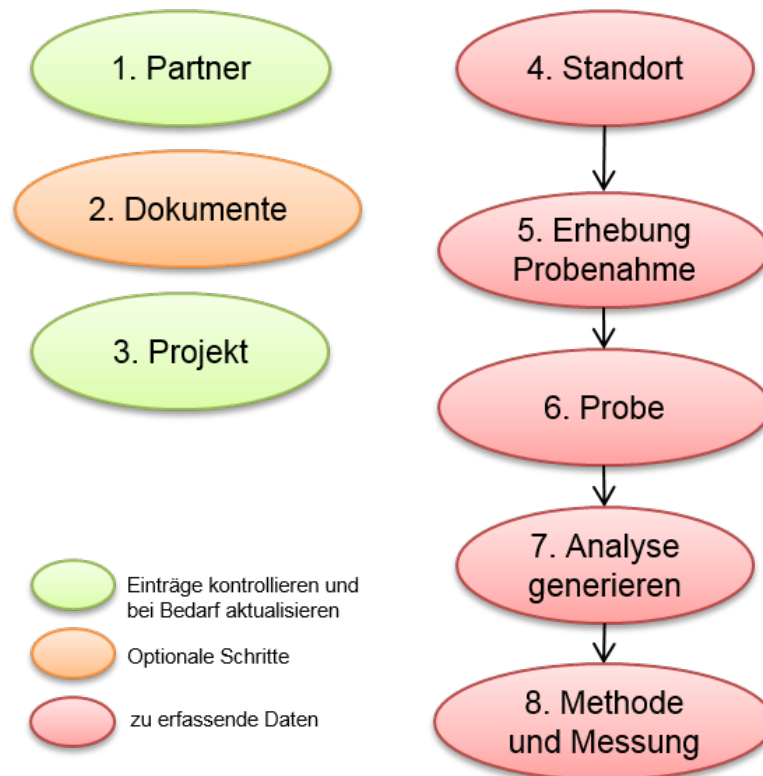 1. Partner
2. Dokumente
3. Projekt
4. Standort
5. Erhebung
Probenahme
6. Probe
7. Analyse
generieren
8. Methode
und Messung
Einträge kontrollieren und
bei Bedarf aktualisieren
Optionale Schritte
zu erfassende Daten